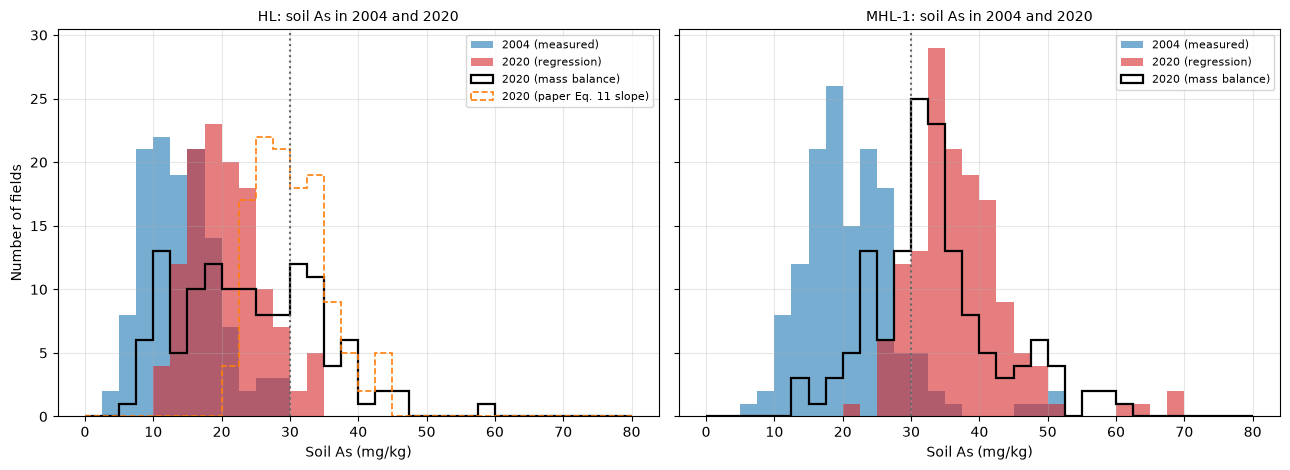 HL: soil As in 2004 and 2020
2004 (measured)
2020 (regression)
2020 (mass balance)
2020 (paper Eq. 11 slope)
Number of fields
30
25
20
15
10
5
0
0 10 20 30 40 50 60 70 80
Soil As (mg/kg)
MHL-1: soil As in 2004 and 2020
2004 (measured)
2020 (regression)
2020 (mass balance)
0 10 20 30 40 50 60 70 80
Soil As (mg/kg)